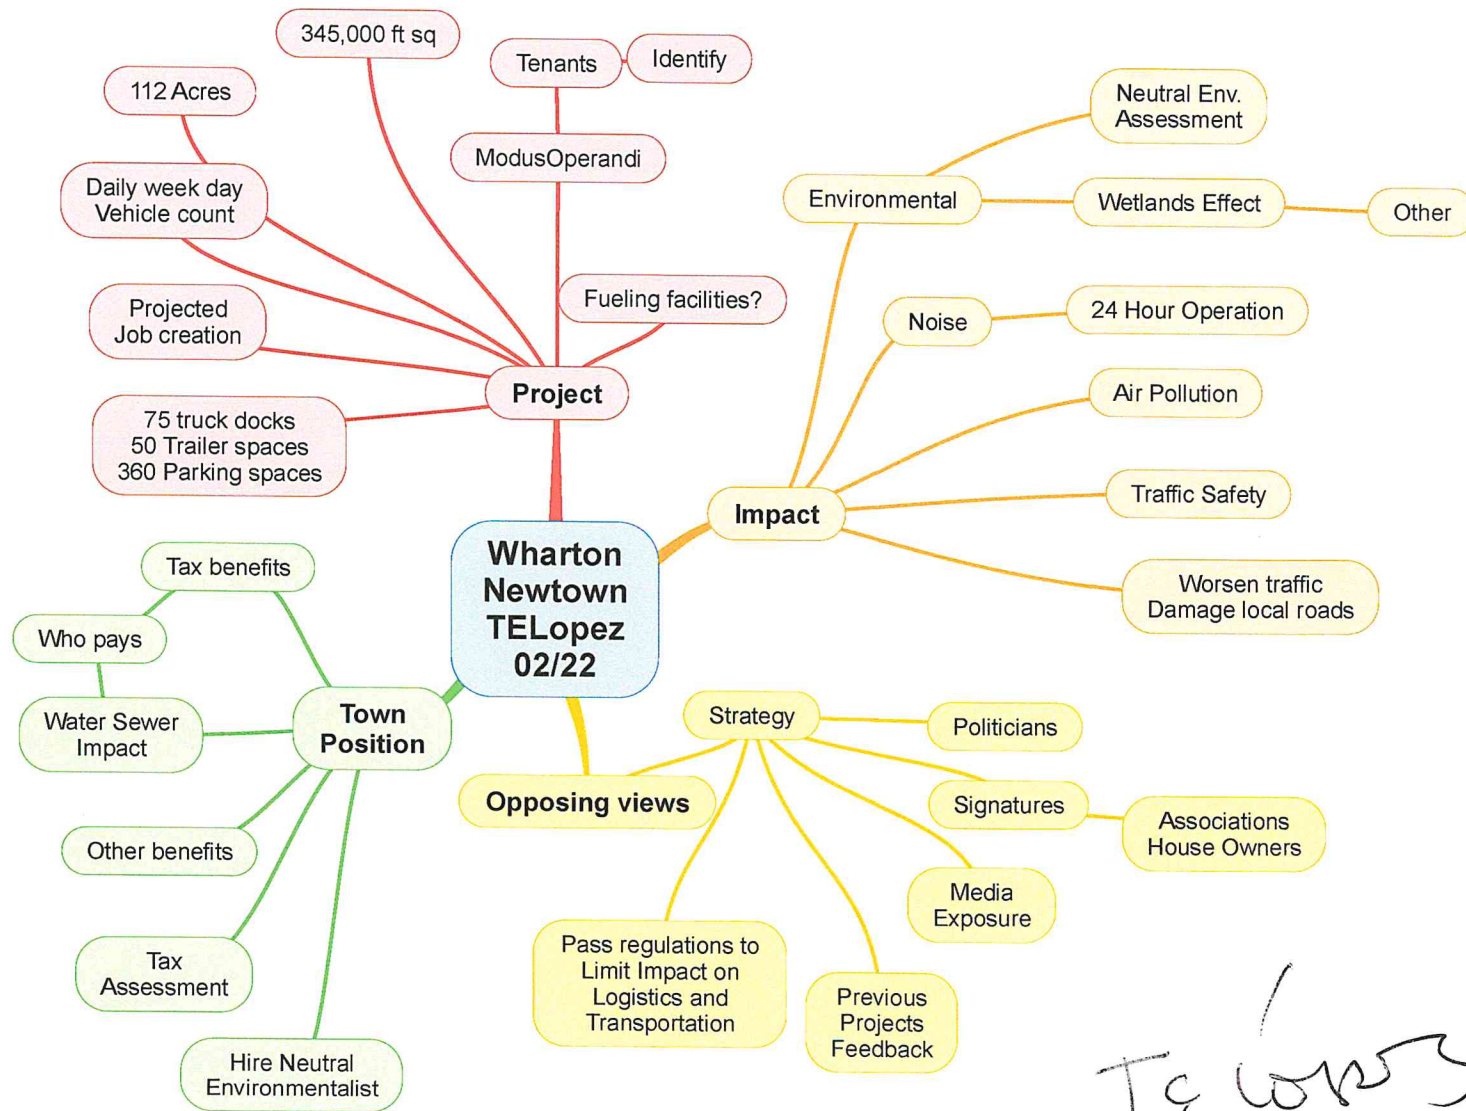 345,000 ft sq
Tenants
Identify
112 Acres
ModusOperandi
Daily week day
Vehicle count
Projected
Job creation
Fueling facilities?
Project
75 truck docks
50 Trailer spaces
360 Parking spaces
Neutral Env.
Assessment
Environmental
Wetlands Effect
Other
Noise
24 Hour Operation
Air Pollution
Impact
Traffic Safety
Worsen traffic
Damage local roads
Wharton
Newtown
TELopez
02/22
Tax benefits
Who pays
Water Sewer
Impact
Town
Position
Other benefits
Tax
Assessment
Hire Neutral
Environmentalist
Opposing views
Strategy
Politicians
Signatures
Associations
House Owners
Media
Exposure
Pass regulations to
Limit Impact on
Logistics and
Transportation
Previous
Projects
Feedback
TE López